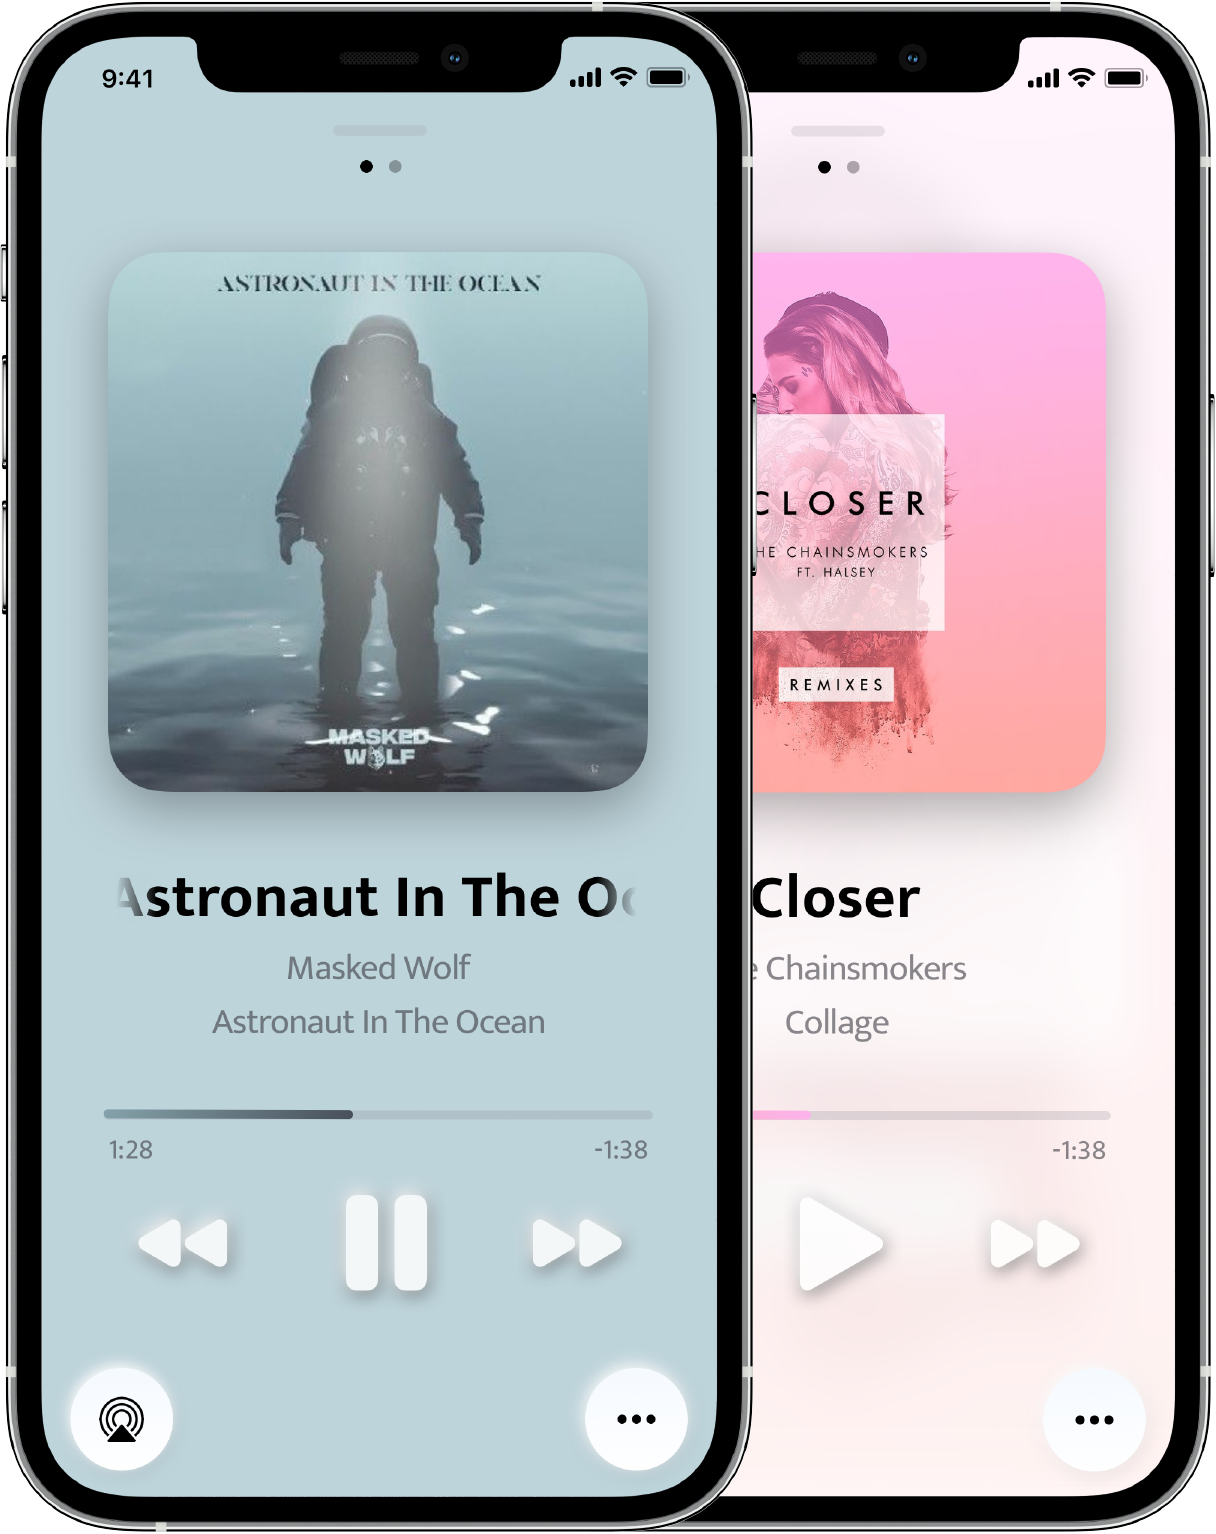 9:41
ASTRONAUT IN THE OCEAN
MASKED
WOLF
Astronaut In The Oc
Masked Wolf
Astronaut In The Ocean
1:28
-1:38
CLOSER
HE CHAINSMOKERS
FT. HALSEY
REMIXES
Closer
e Chainsmokers
Collage
-1:38